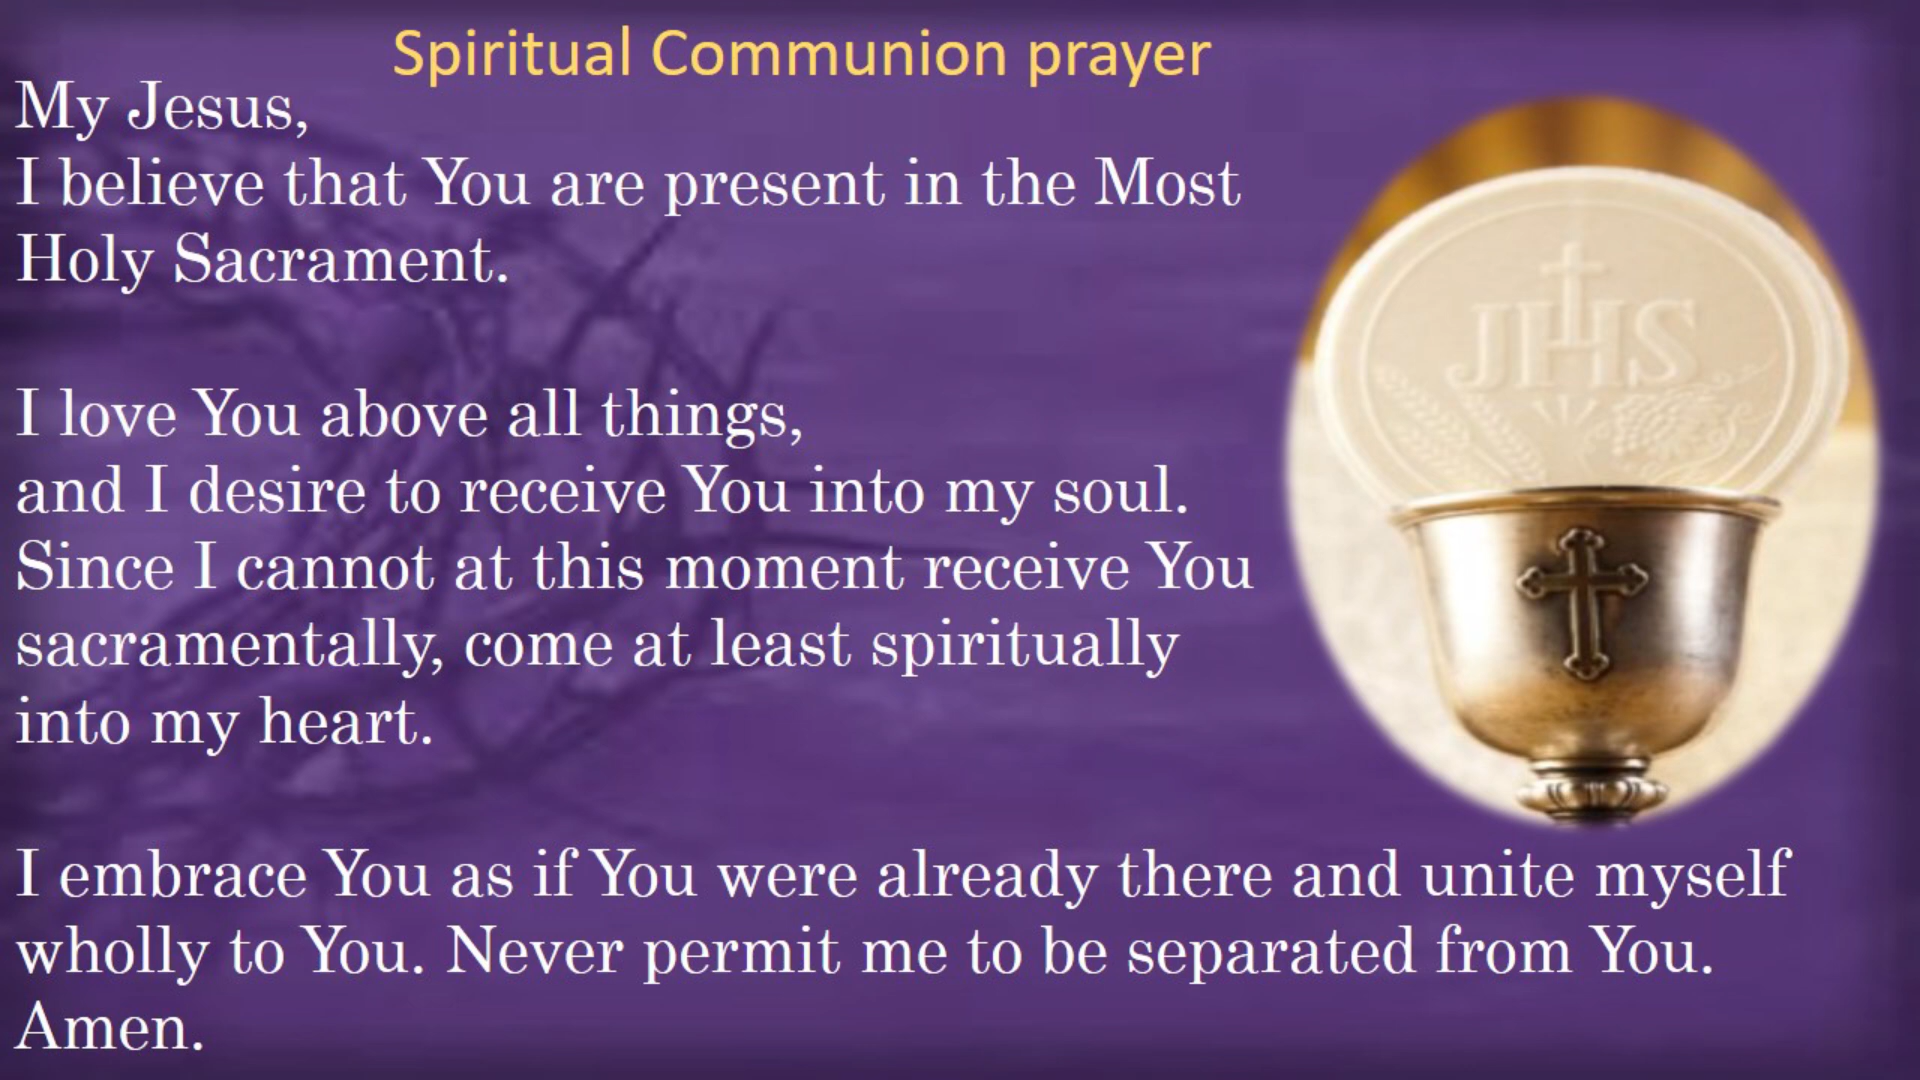 Spiritual Communion prayer
My Jesus,
I believe that You are present in the Most
Holy Sacrament.
I love You above all things,
and I desire to receive You into my soul.
Since I cannot at this moment receive You
sacramentally, come at least spiritually
into my heart.
JHS
I embrace You as if You were already there and unite myself
wholly to You. Never permit me to be separated from You.
Amen.